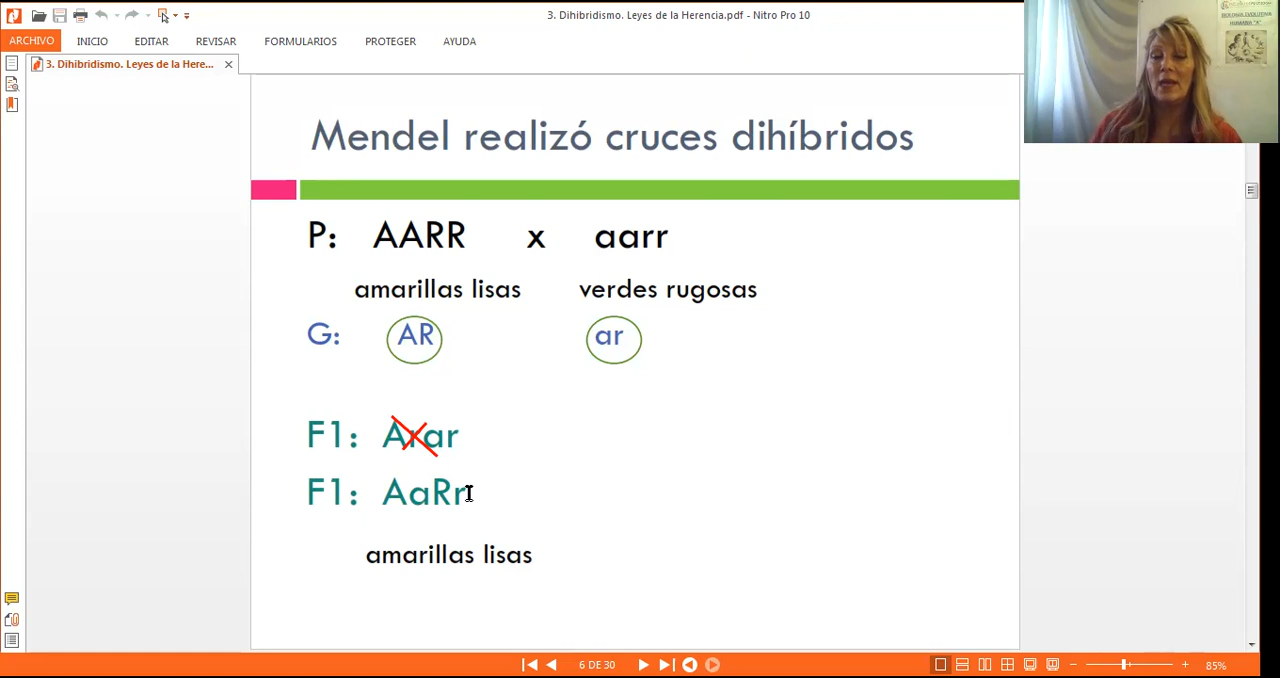 3. Dihibridismo. Leyes de la Herencia.pdf - Nitro Pro 10
ARCHIVO INICIO EDITAR REVISAR FORMULARIOS PROTEGER AYUDA
3. Dihibridismo. Leyes de la Here...
Mendel realizó cruces dihíbridos
P: AARR x aarr
amarillas lisas verdes rugosas
G: AR ar
F1: Arar
F1: AaRr
amarillas lisas
6 DE 30
85%